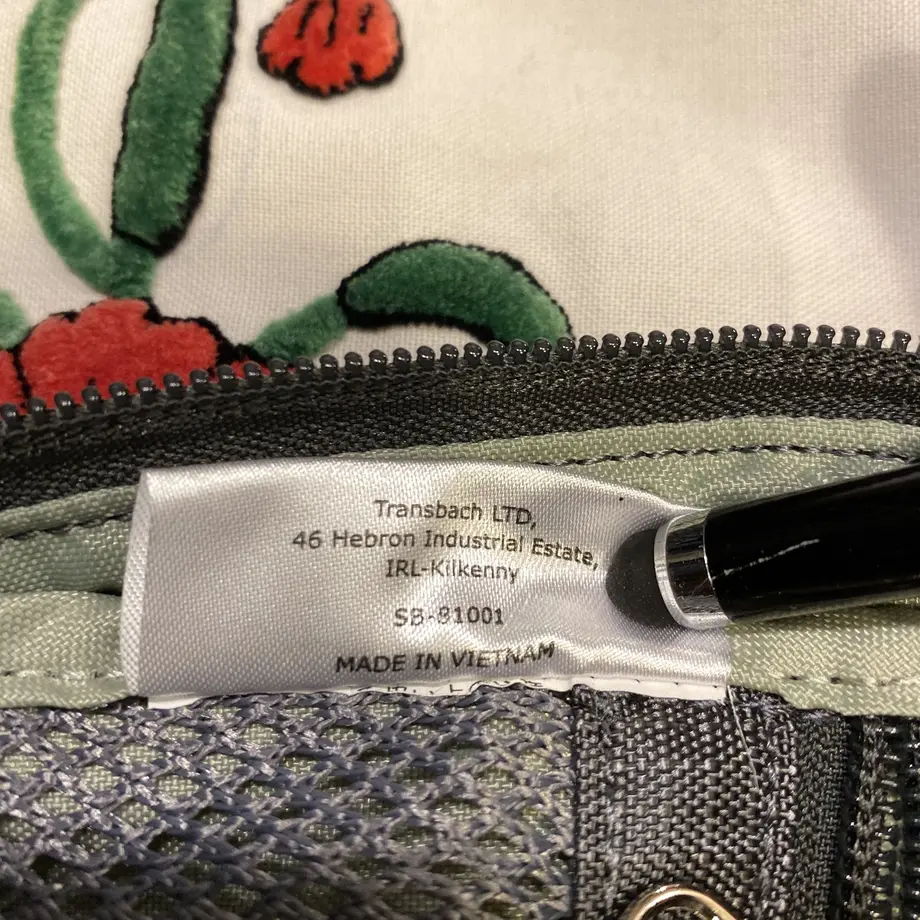 Transbach LTD,
46 Hebron Industrial Estate,
IRL-Kilkenny
SB-81001
MADE IN VIETNAM